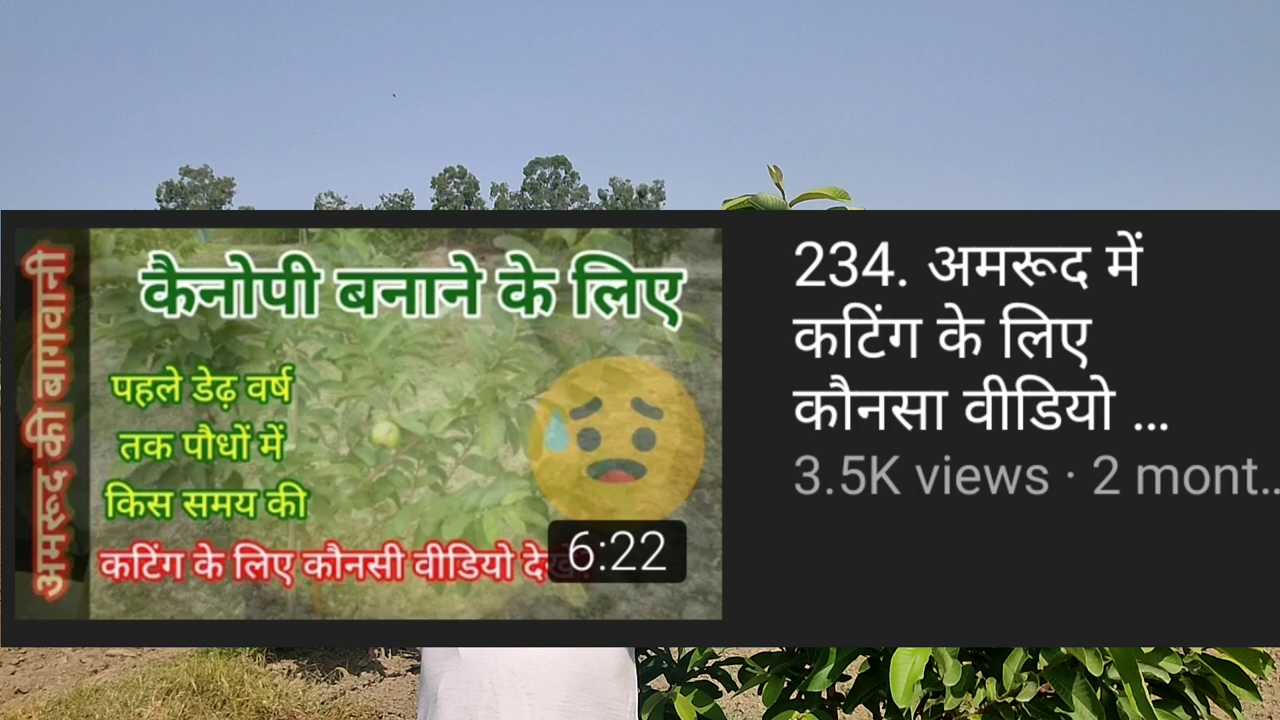 अमरूद की बागवानी
कैनोपी बनाने के लिए
पहले डेढ़ वर्ष
तक पौधों में
किस समय की
कटिंग के लिए कौनसी वीडियो
6:22
234. अमरूद में
कटिंग के लिए
कौनसा वीडियो ...
3.5K views · 2 mont...